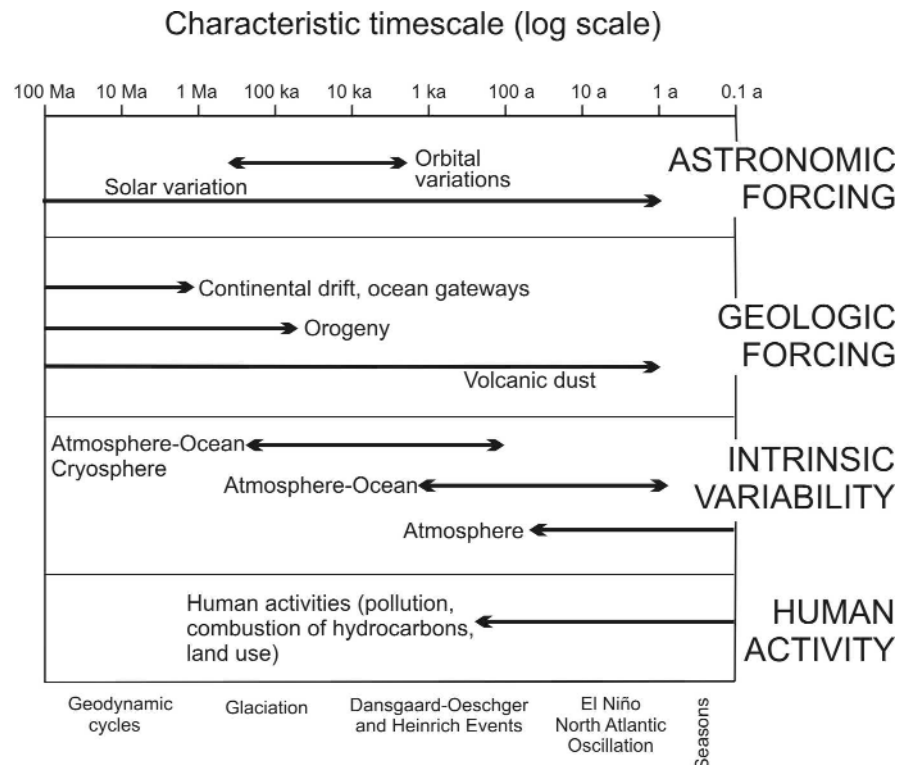 Characteristic timescale (log scale)
100 Ma 10 Ma 1 Ma 100 ka 10 ka 1 ka 100 a 10 a 1 a 0.1 a
Orbital
variations
Solar variation
ASTRONOMIC
FORCING
Continental drift, ocean gateways
Orogeny
Volcanic dust
GEOLOGIC
FORCING
Atmosphere-Ocean
Cryosphere
Atmosphere-Ocean
Atmosphere
INTRINSIC
VARIABILITY
Human activities (pollution,
combustion of hydrocarbons,
land use)
HUMAN
ACTIVITY
Geodynamic
cycles
Glaciation
Dansgaard-Oeschger
and Heinrich Events
El Niño
North Atlantic
Oscillation
Seasons